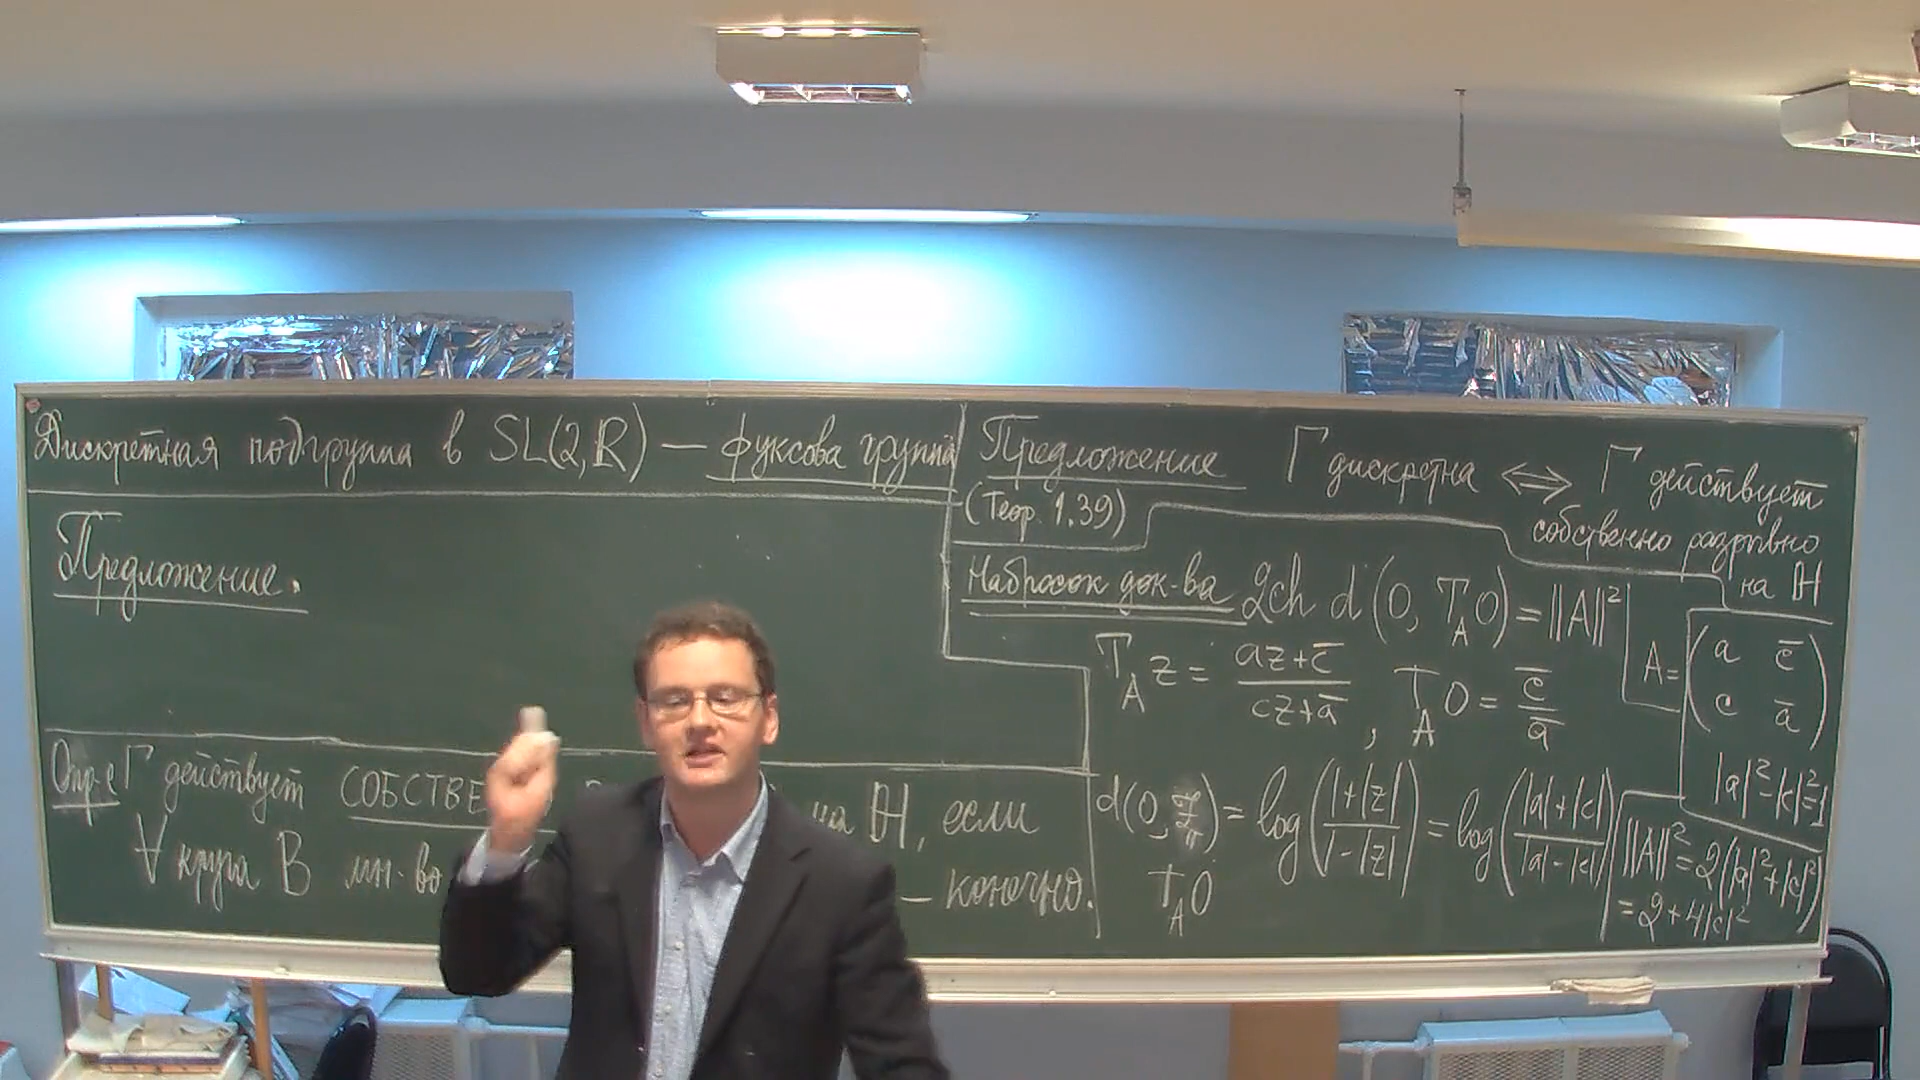 Дискретная подгруппа в SL(2,ℝ) — фуксова группа
Предложение.
Опр-е Γ действует СОБСТВЕ на ℍ, если
∀ круга B мн-во — конечно.
Предложение Γ дискретна ⟺ Γ действует
(Теор. 1.39) собственно разрывно
на ℍ
Набросок док-ва 2ch d(0, T_A 0) = ||A||²
T_A z = (az+c̄)/(cz+ā), T_A 0 = c̄/ā
A = (a c̄
c ā)
|a|²-|c|²=1
d(0, z) = log((1+|z|)/(1-|z|)) = log((|a|+|c|)/(|a|-|c|))
T_A 0
||A||² = 2(|a|²+|c|²)
= 2+4|c|²